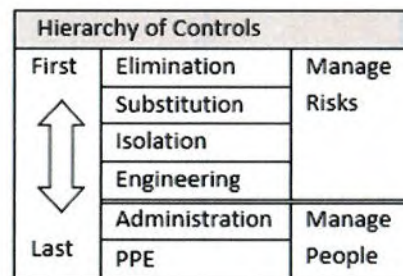 Hierarchy of Controls
First Elimination Manage
Substitution Risks
Isolation
Engineering
Administration Manage
Last PPE People